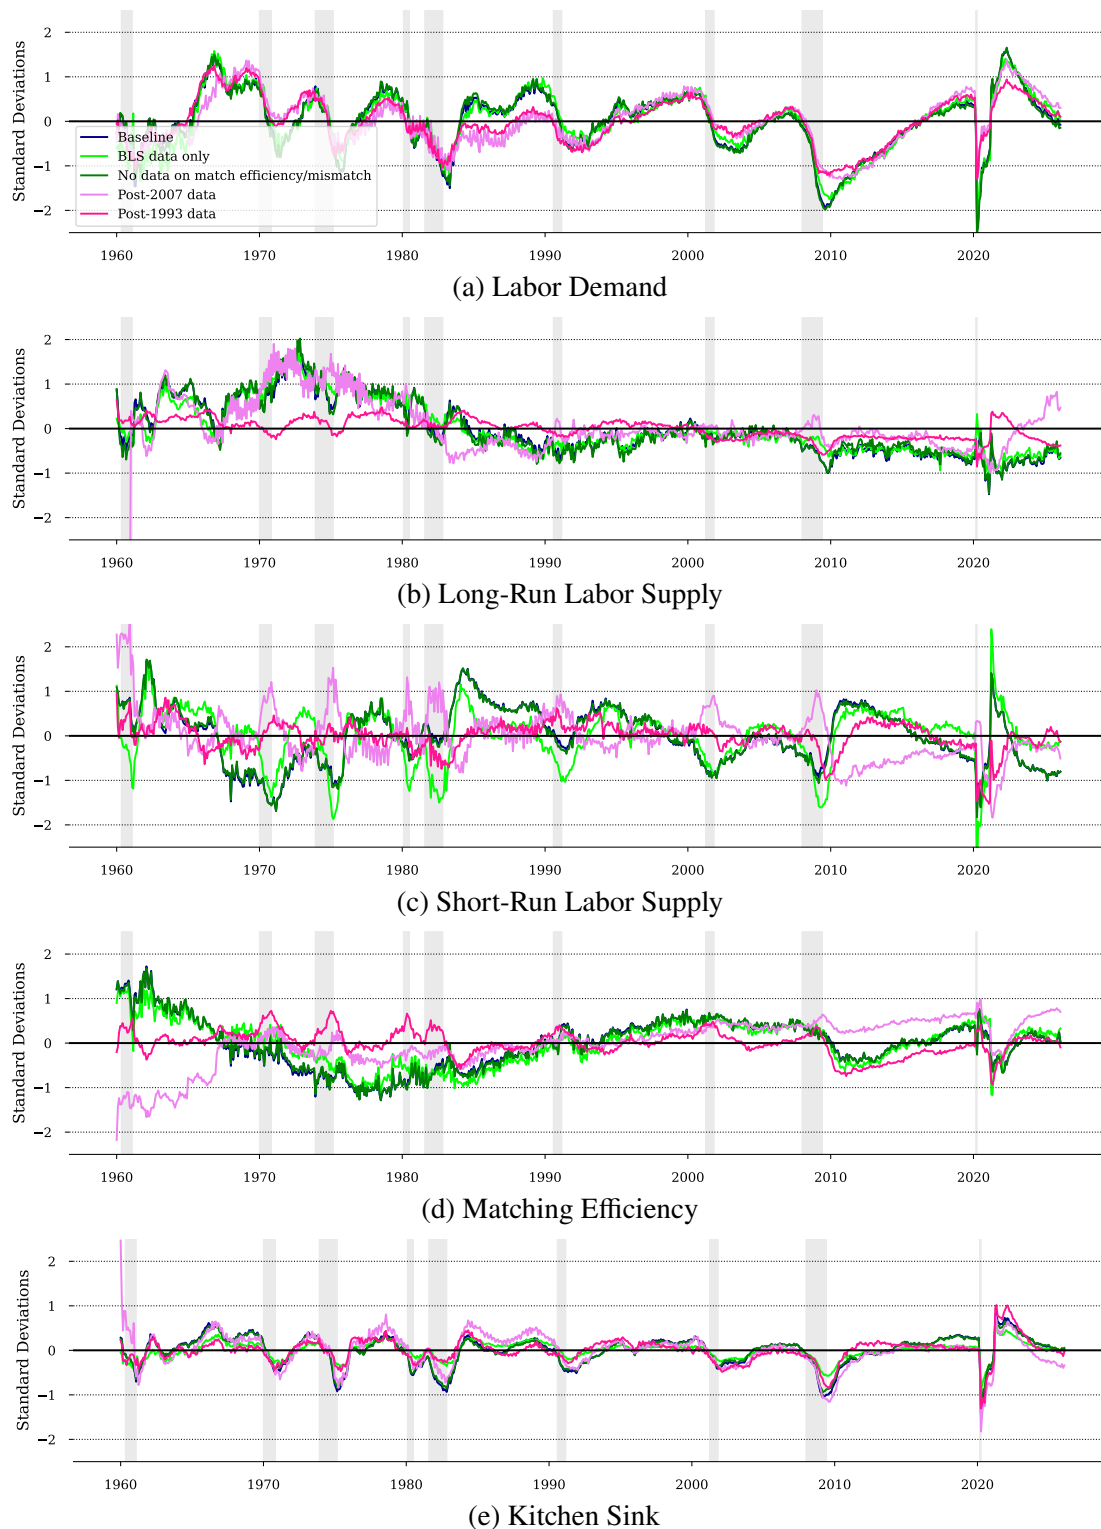 Standard Deviations
2
1
0
−1
−2
Baseline
BLS data only
No data on match efficiency/mismatch
Post-2007 data
Post-1993 data
1960 1970 1980 1990 2000 2010 2020
(a) Labor Demand
Standard Deviations
2
1
0
−1
−2
1960 1970 1980 1990 2000 2010 2020
(b) Long-Run Labor Supply
Standard Deviations
2
1
0
−1
−2
1960 1970 1980 1990 2000 2010 2020
(c) Short-Run Labor Supply
Standard Deviations
2
1
0
−1
−2
1960 1970 1980 1990 2000 2010 2020
(d) Matching Efficiency
Standard Deviations
2
1
0
−1
−2
1960 1970 1980 1990 2000 2010 2020
(e) Kitchen Sink